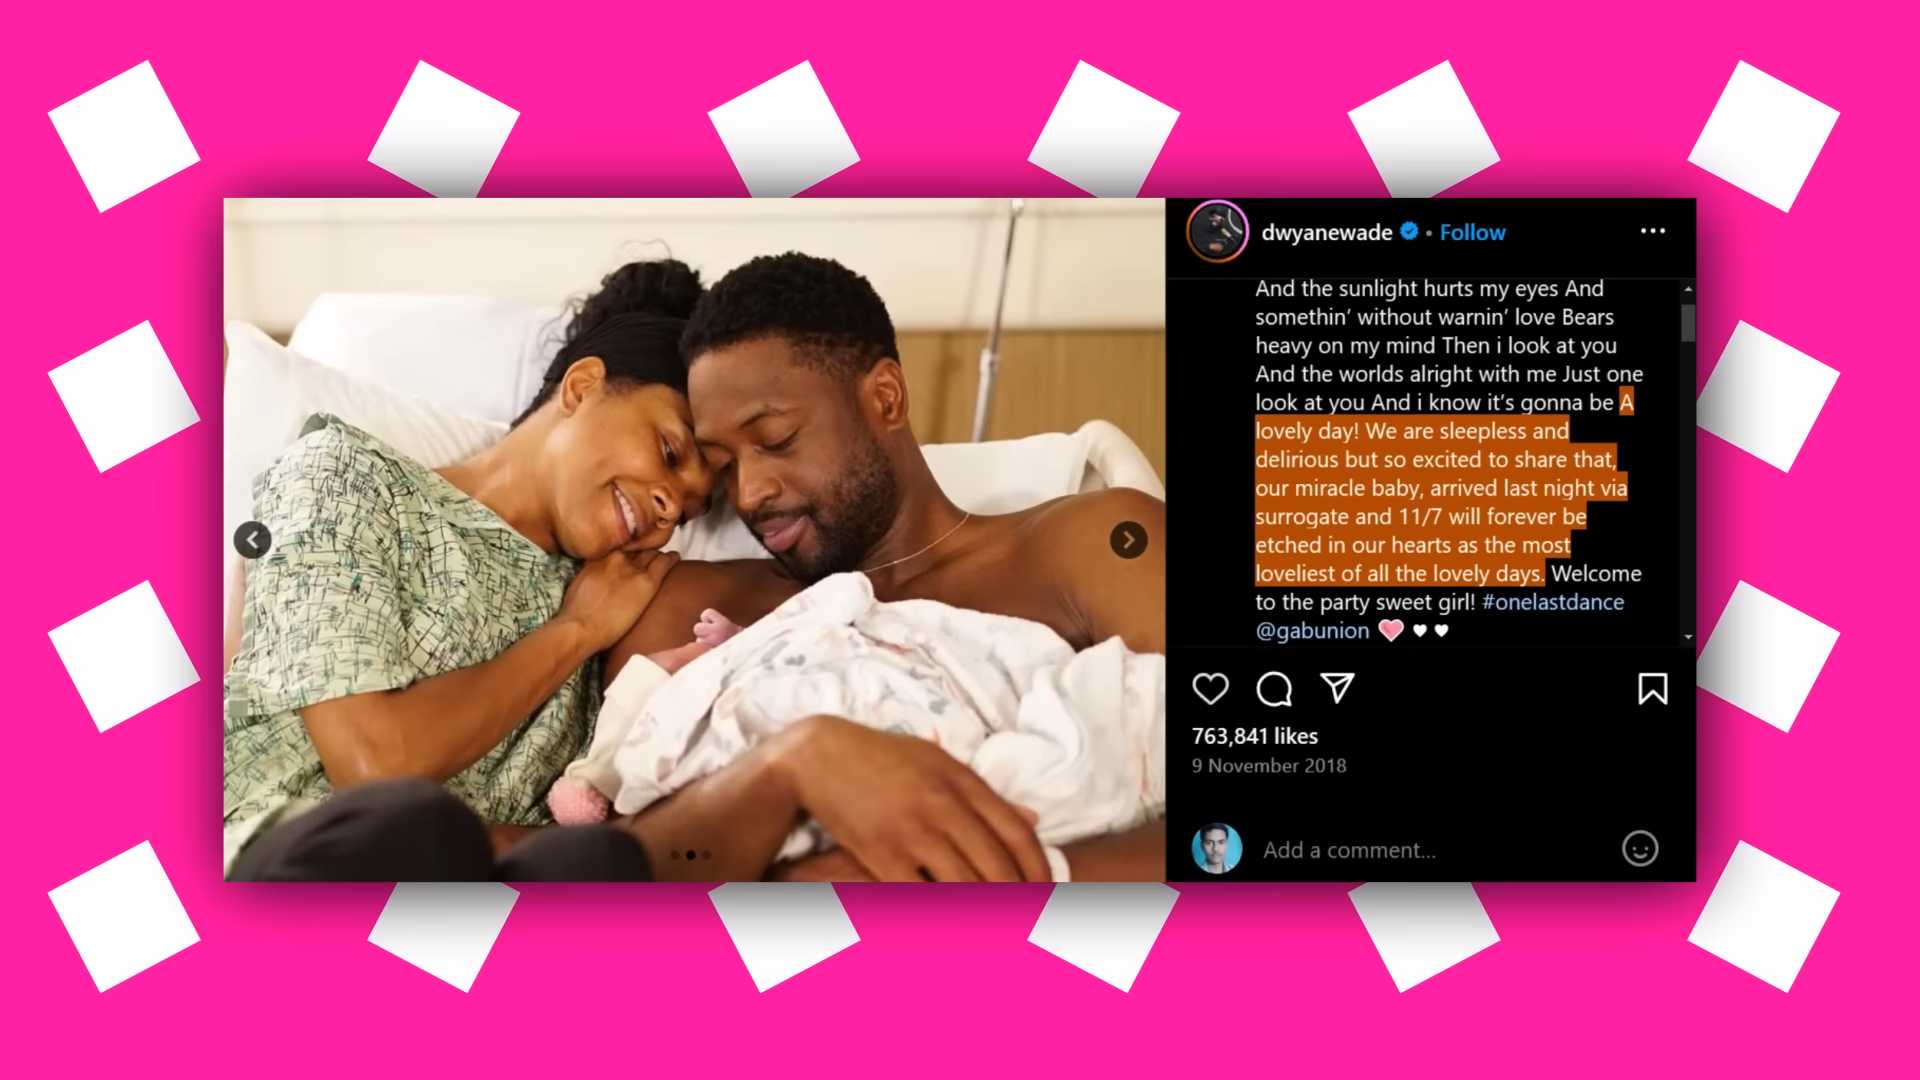 dwyanewade • Follow
And the sunlight hurts my eyes And
somethin’ without warnin’ love Bears
heavy on my mind Then i look at you
And the worlds alright with me Just one
look at you And i know it’s gonna be A
lovely day! We are sleepless and
delirious but so excited to share that,
our miracle baby, arrived last night via
surrogate and 11/7 will forever be
etched in our hearts as the most
loveliest of all the lovely days. Welcome
to the party sweet girl! #onelastdance
@gabunion
763,841 likes
9 November 2018
Add a comment...